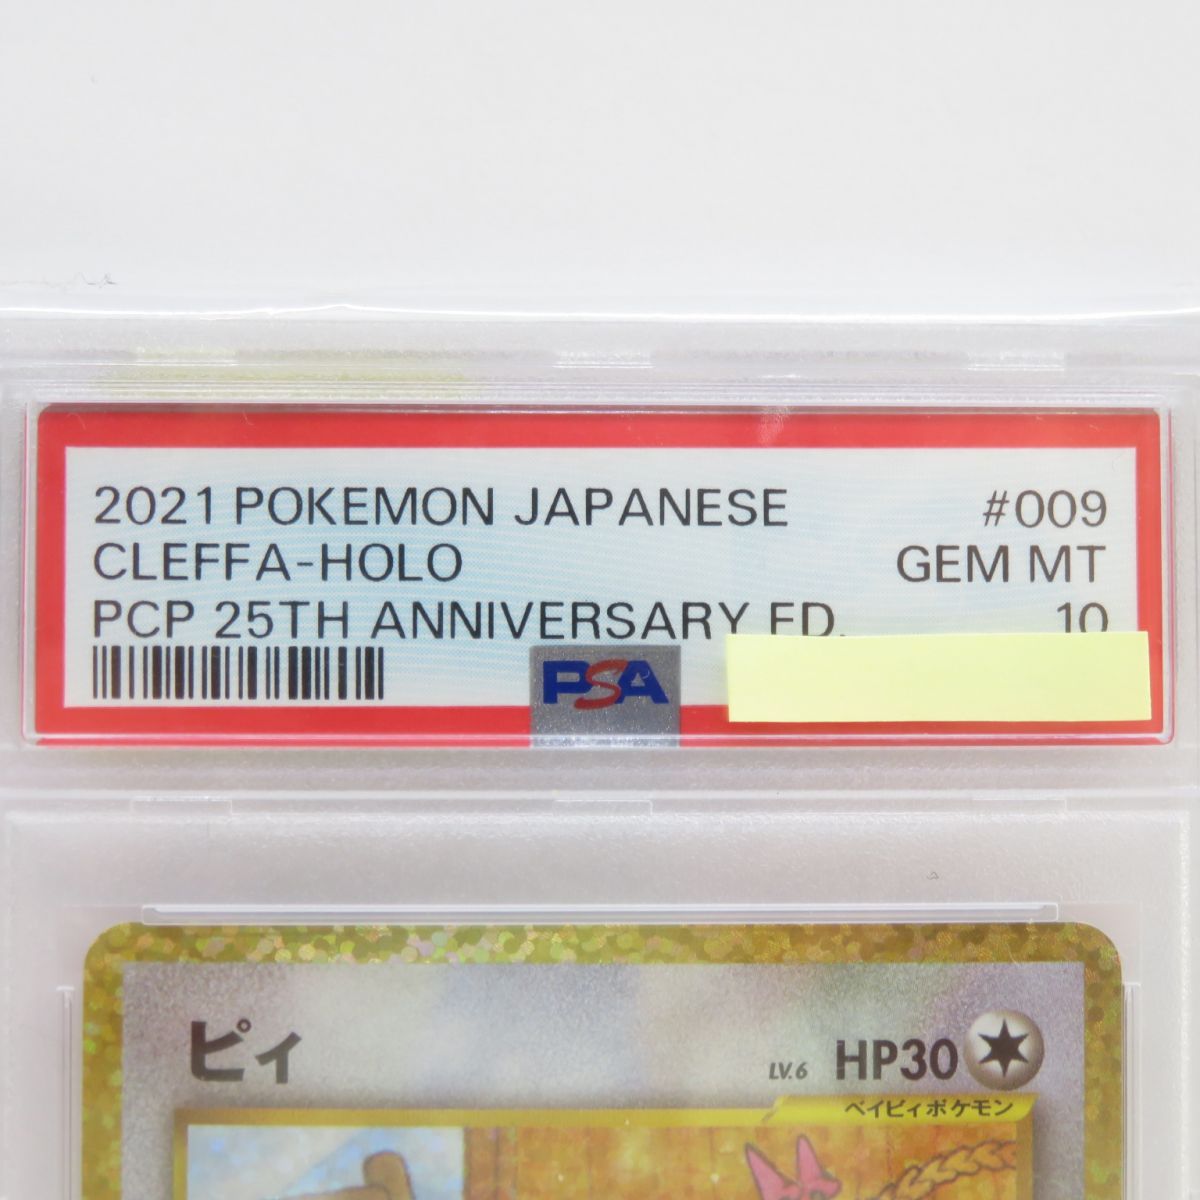 2021 POKEMON JAPANESE #009
CLEFFA-HOLO GEM MT
PCP 25TH ANNIVERSARY ED. 10
PSA
ピィ LV.6 HP30
ベイビィポケモン